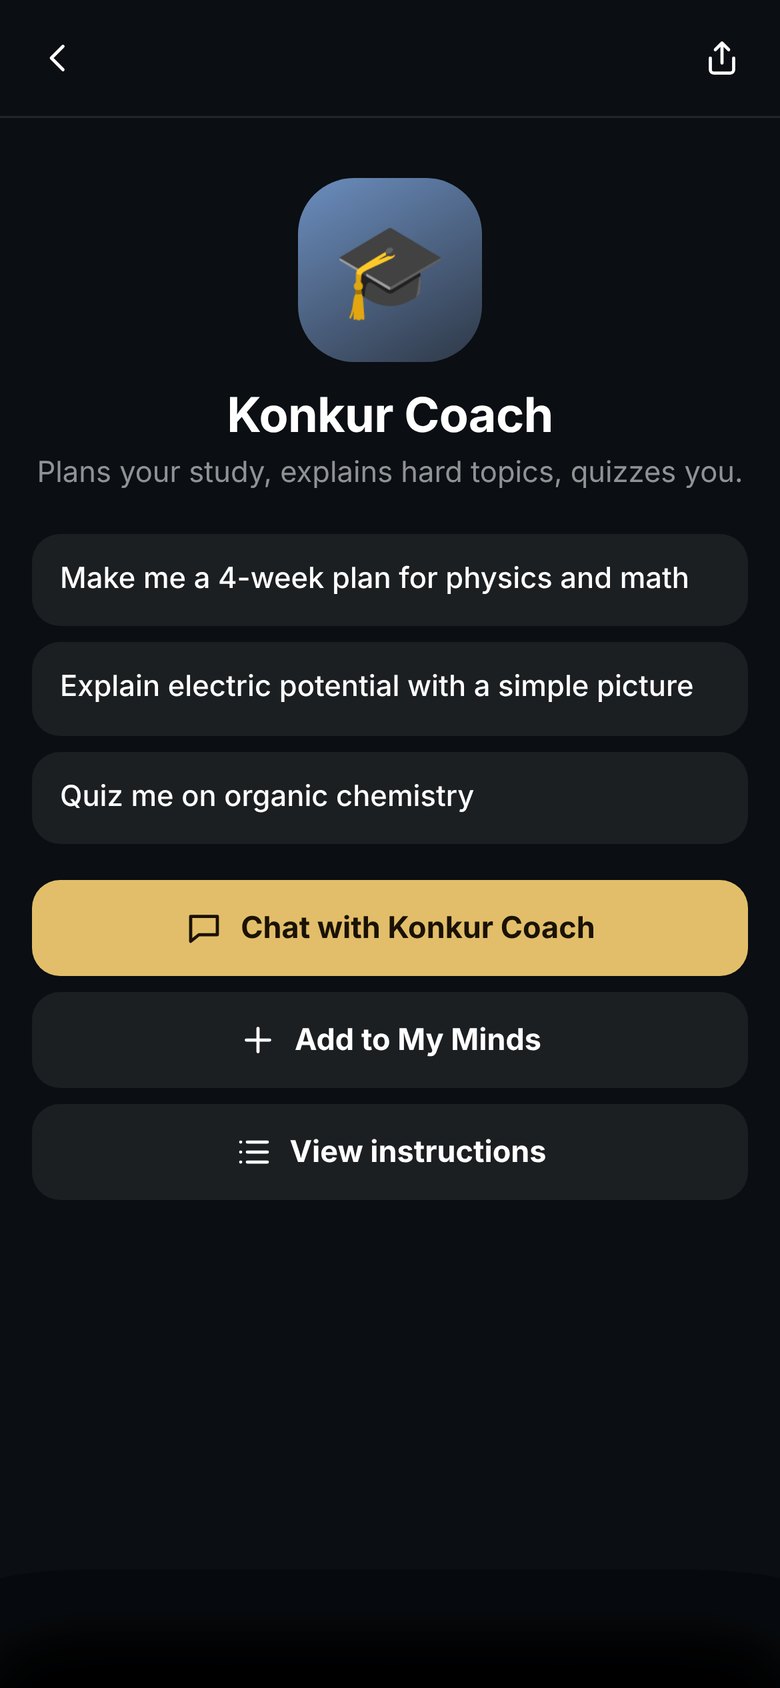 Konkur Coach
Plans your study, explains hard topics, quizzes you.
Make me a 4-week plan for physics and math
Explain electric potential with a simple picture
Quiz me on organic chemistry
Chat with Konkur Coach
Add to My Minds
View instructions